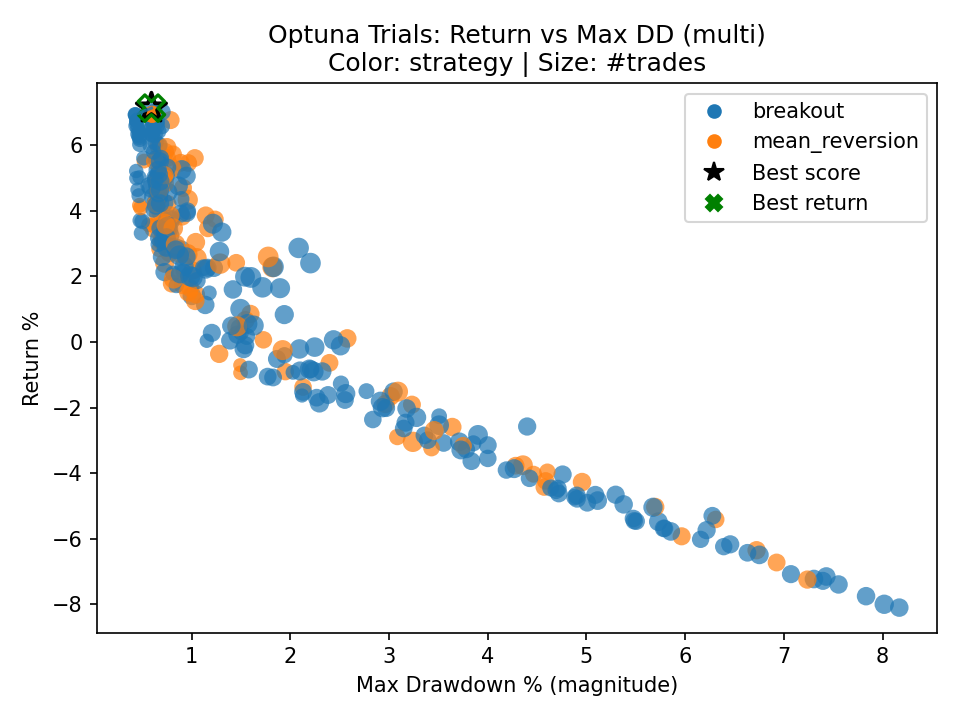 Optuna Trials: Return vs Max DD (multi)
Color: strategy | Size: #trades
breakout
mean_reversion
Best score
Best return
Return %
6
4
2
0
−2
−4
−6
−8
1 2 3 4 5 6 7 8
Max Drawdown % (magnitude)